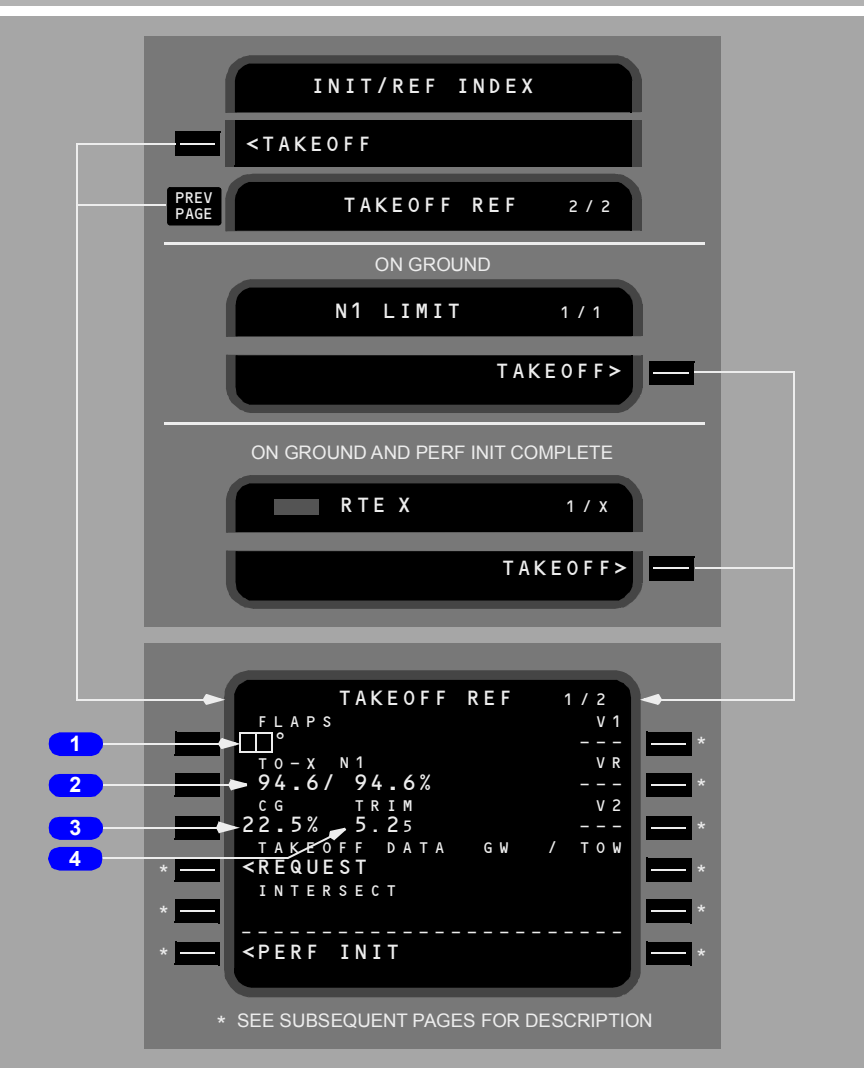 INIT/REF INDEX
<TAKEOFF
PREV PAGE
TAKEOFF REF 2/2
ON GROUND
N1 LIMIT 1/1
TAKEOFF>
ON GROUND AND PERF INIT COMPLETE
RTE X 1/X
TAKEOFF>
TAKEOFF REF 1/2
FLAPS V1
1 ° --- *
TO-X N1 VR
2 94.6/ 94.6% --- *
CG TRIM V2
3 22.5% 5.25 --- *
4 TAKEOFF DATA GW / TOW
* <REQUEST *
INTERSECT
* *
------------------------
* <PERF INIT *
* SEE SUBSEQUENT PAGES FOR DESCRIPTION